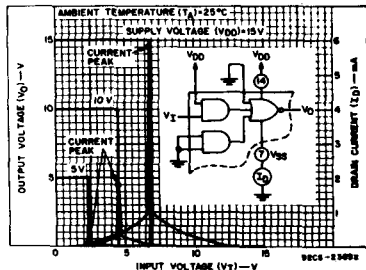 AMBIENT TEMPERATURE (TA)=25°C
SUPPLY VOLTAGE (VDD)=15V
CURRENT PEAK
10V
CURRENT PEAK
5V
VDD
VDD
14
VI
VO
7
VSS
ID
15
10
5
6
5
4
3
2
1
0
5
10
15
OUTPUT VOLTAGE (VO)—V
DRAIN CURRENT (ID)—mA
INPUT VOLTAGE (VI)—V